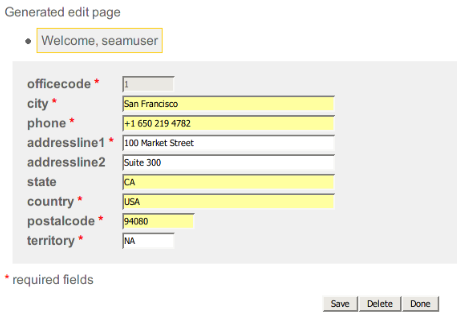 Generated edit page
• Welcome, seamuser
officecode * 1
city * San Francisco
phone * +1 650 219 4782
addressline1 * 100 Market Street
addressline2 Suite 300
state CA
country * USA
postalcode * 94080
territory * NA
* required fields
Save Delete Done